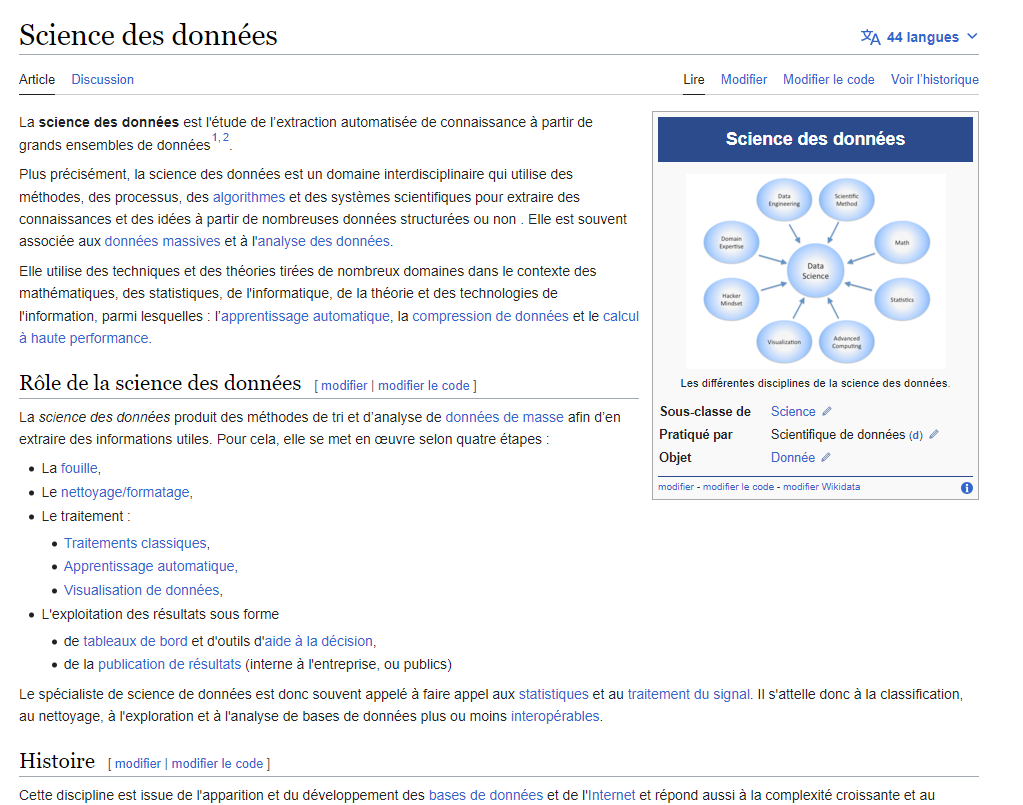 Science des données
44 langues
Article Discussion
Lire Modifier Modifier le code Voir l’historique
La science des données est l'étude de l’extraction automatisée de connaissance à partir de
grands ensembles de données1, 2.
Plus précisément, la science des données est un domaine interdisciplinaire qui utilise des
méthodes, des processus, des algorithmes et des systèmes scientifiques pour extraire des
connaissances et des idées à partir de nombreuses données structurées ou non . Elle est souvent
associée aux données massives et à l'analyse des données.
Elle utilise des techniques et des théories tirées de nombreux domaines dans le contexte des
mathématiques, des statistiques, de l'informatique, de la théorie et des technologies de
l'information, parmi lesquelles : l’apprentissage automatique, la compression de données et le calcul
à haute performance.
Science des données
Data
Engineering
Scientific
Method
Domain
Expertise
Math
Data
Science
Hacker
Mindset
Statistics
Visualization
Advanced
Computing
Les différentes disciplines de la science des données.
Sous-classe de Science
Pratiqué par Scientifique de données (d)
Objet Donnée
modifier - modifier le code - modifier Wikidata
Rôle de la science des données [ modifier | modifier le code ]
La science des données produit des méthodes de tri et d’analyse de données de masse afin d’en
extraire des informations utiles. Pour cela, elle se met en œuvre selon quatre étapes :
• La fouille,
• Le nettoyage/formatage,
• Le traitement :
• Traitements classiques,
• Apprentissage automatique,
• Visualisation de données,
• L'exploitation des résultats sous forme
• de tableaux de bord et d'outils d'aide à la décision,
• de la publication de résultats (interne à l'entreprise, ou publics)
Le spécialiste de science de données est donc souvent appelé à faire appel aux statistiques et au traitement du signal. Il s'attelle donc à la classification,
au nettoyage, à l'exploration et à l'analyse de bases de données plus ou moins interopérables.
Histoire [ modifier | modifier le code ]
Cette discipline est issue de l'apparition et du développement des bases de données et de l'Internet et répond aussi à la complexité croissante et au